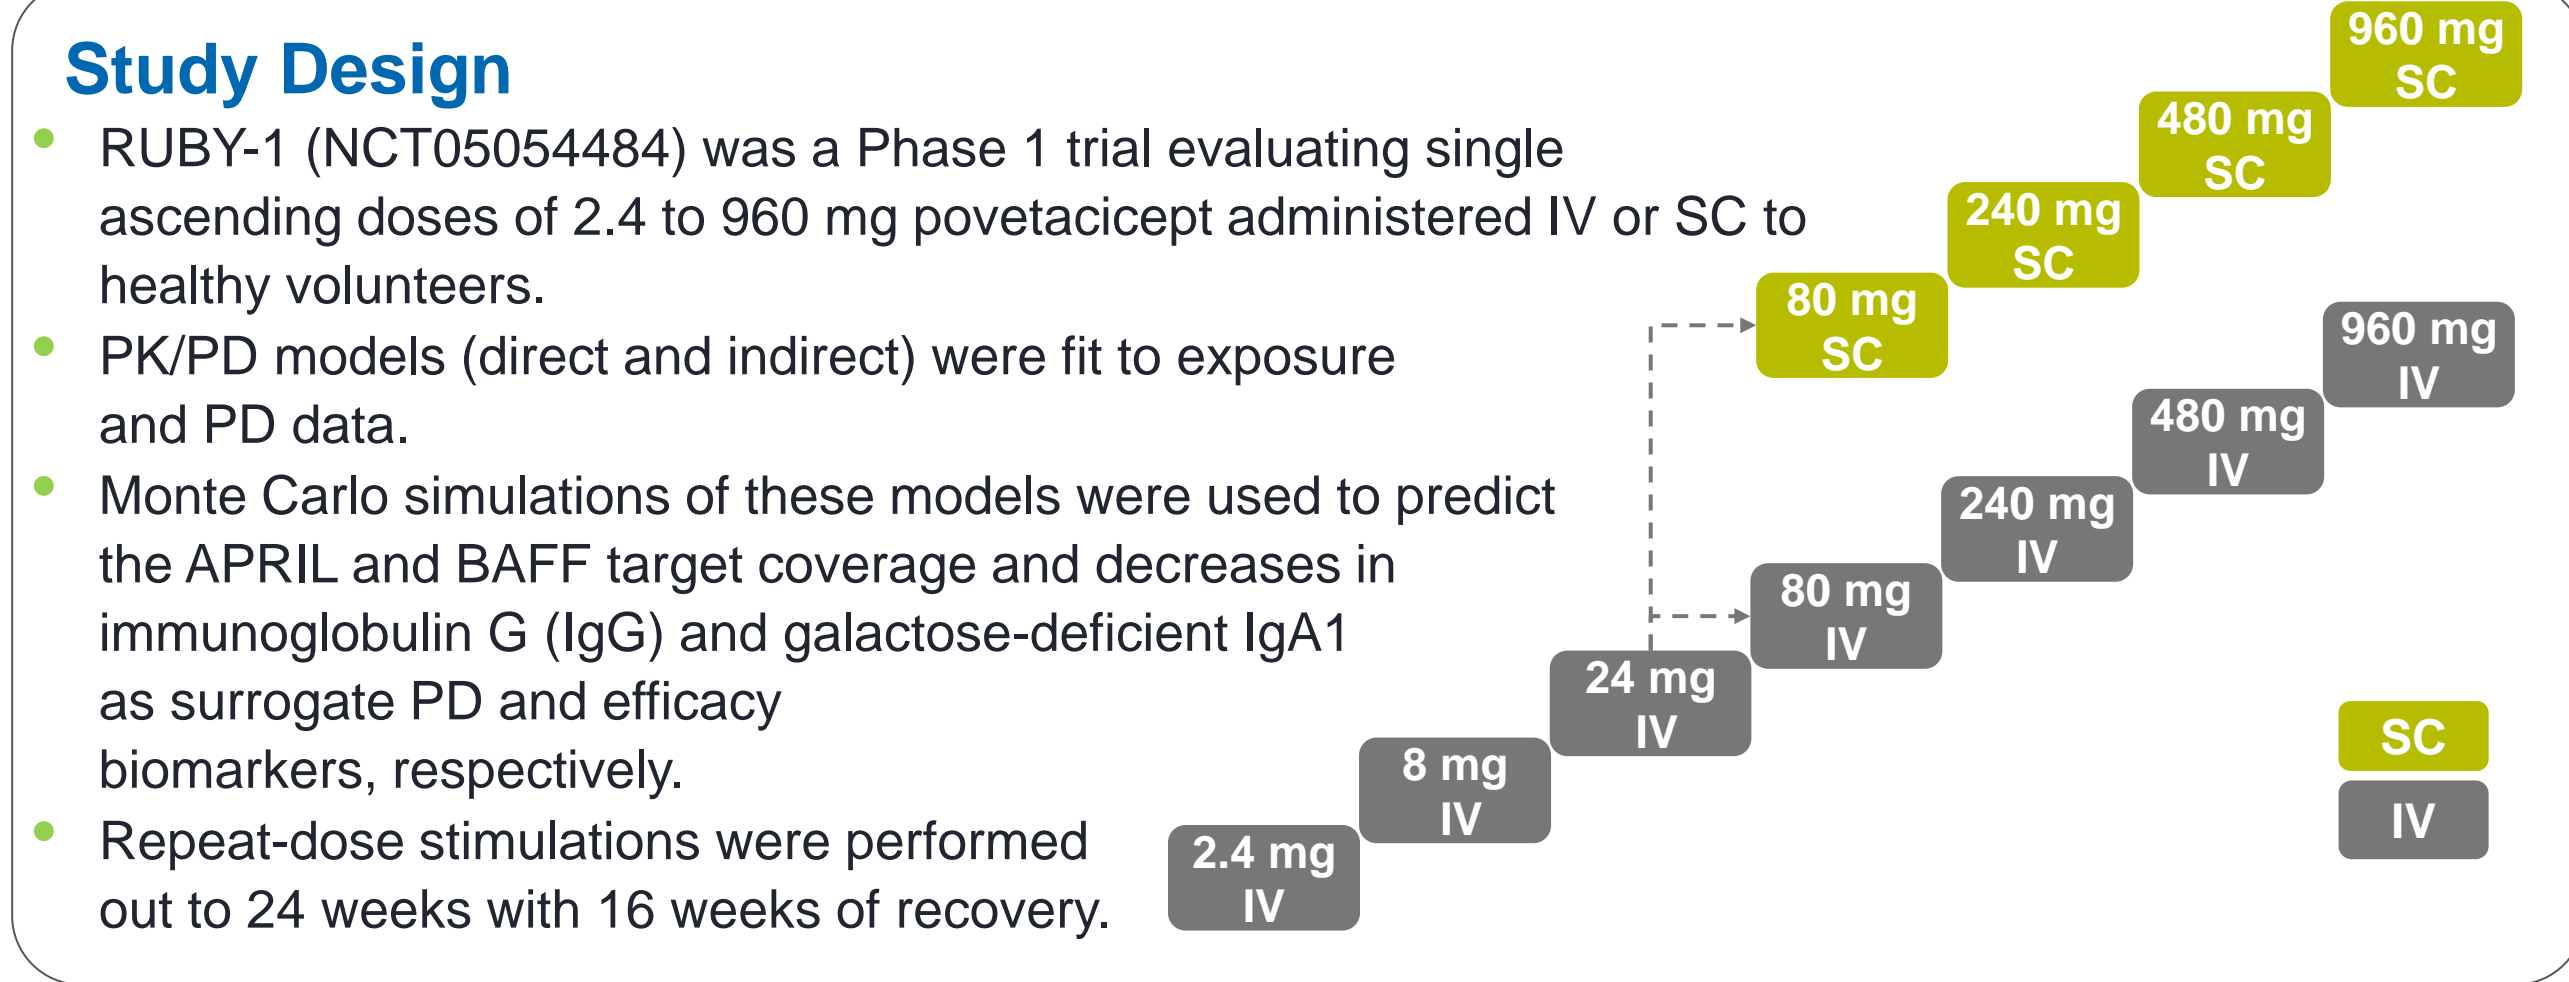 Study Design
• RUBY-1 (NCT05054484) was a Phase 1 trial evaluating single
ascending doses of 2.4 to 960 mg povetacicept administered IV or SC to
healthy volunteers.
• PK/PD models (direct and indirect) were fit to exposure
and PD data.
• Monte Carlo simulations of these models were used to predict
the APRIL and BAFF target coverage and decreases in
immunoglobulin G (IgG) and galactose-deficient IgA1
as surrogate PD and efficacy
biomarkers, respectively.
• Repeat-dose stimulations were performed
out to 24 weeks with 16 weeks of recovery.
2.4 mg
IV
8 mg
IV
24 mg
IV
80 mg
IV
240 mg
IV
480 mg
IV
960 mg
IV
80 mg
SC
240 mg
SC
480 mg
SC
960 mg
SC
SC
IV